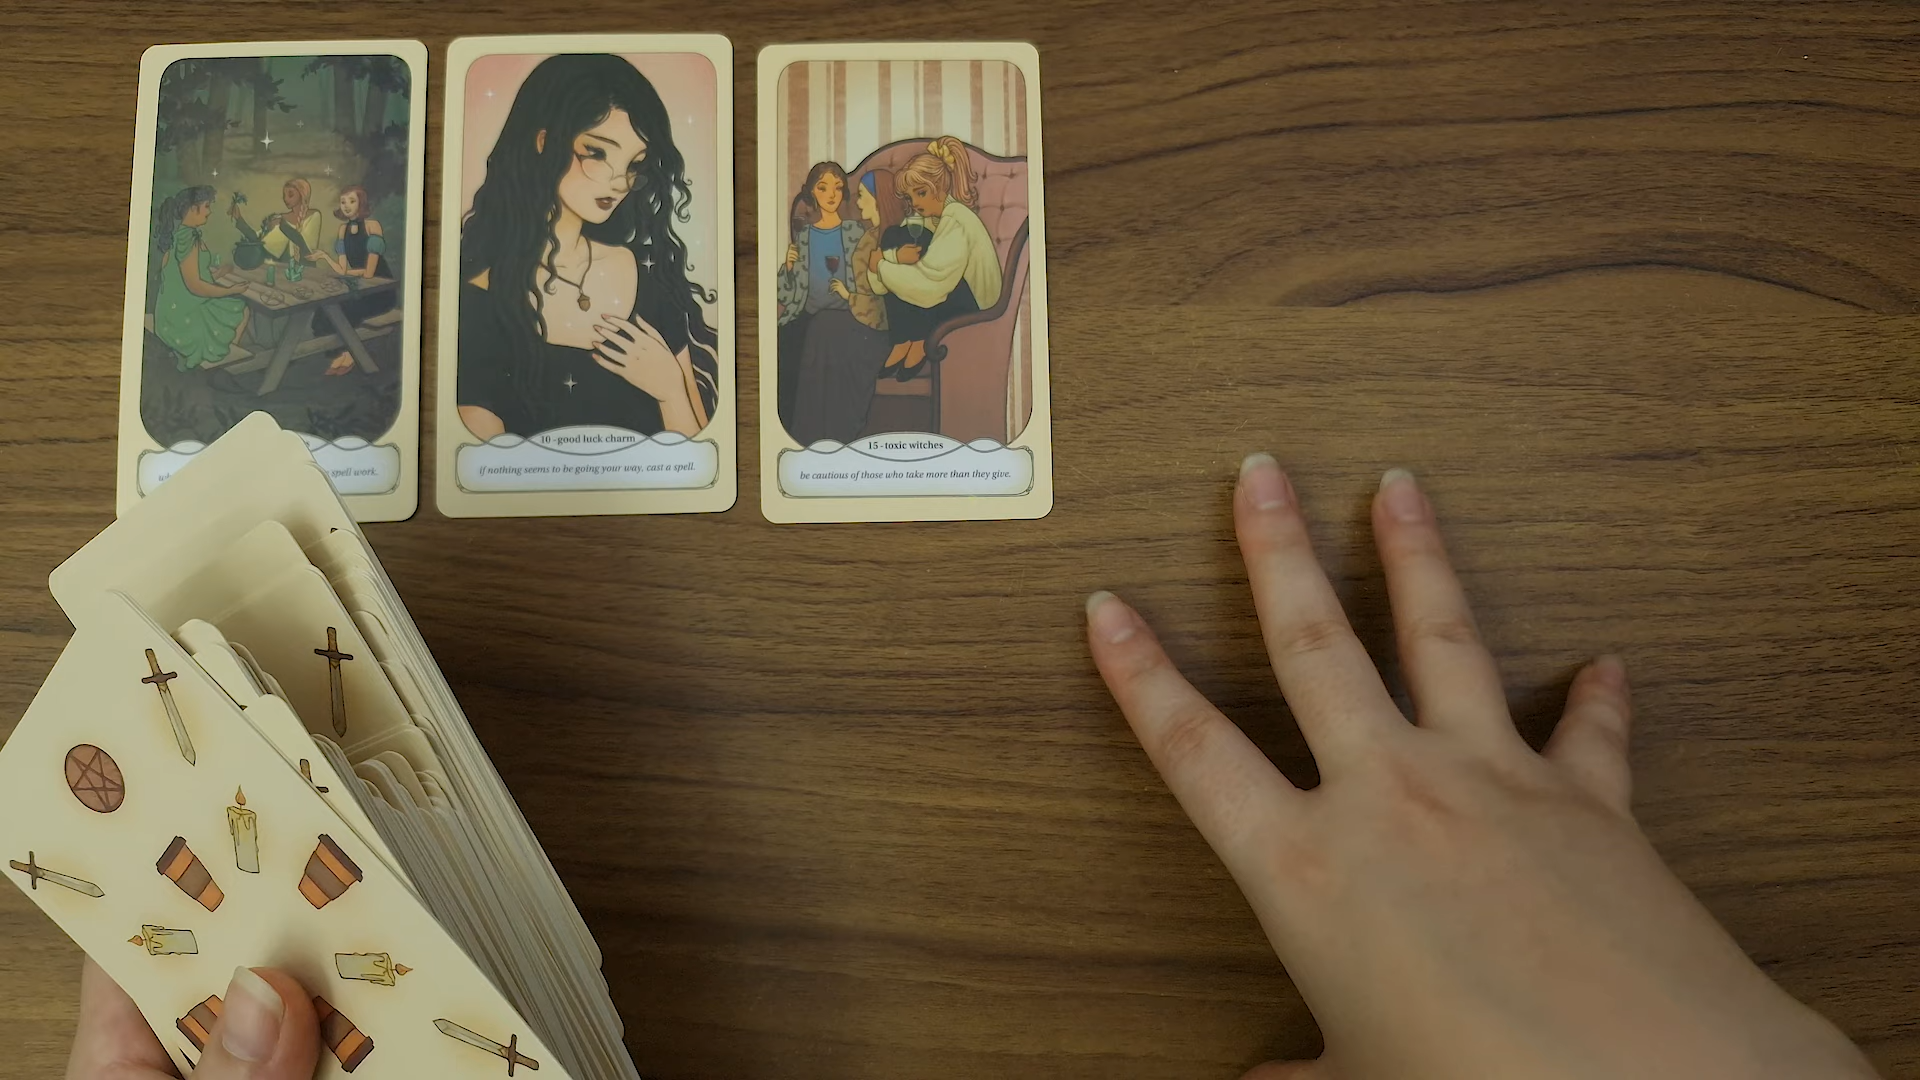 spell work.
10-good luck charm
if nothing seems to be going your way, cast a spell.
15-toxic witches
be cautious of those who take more than they give.